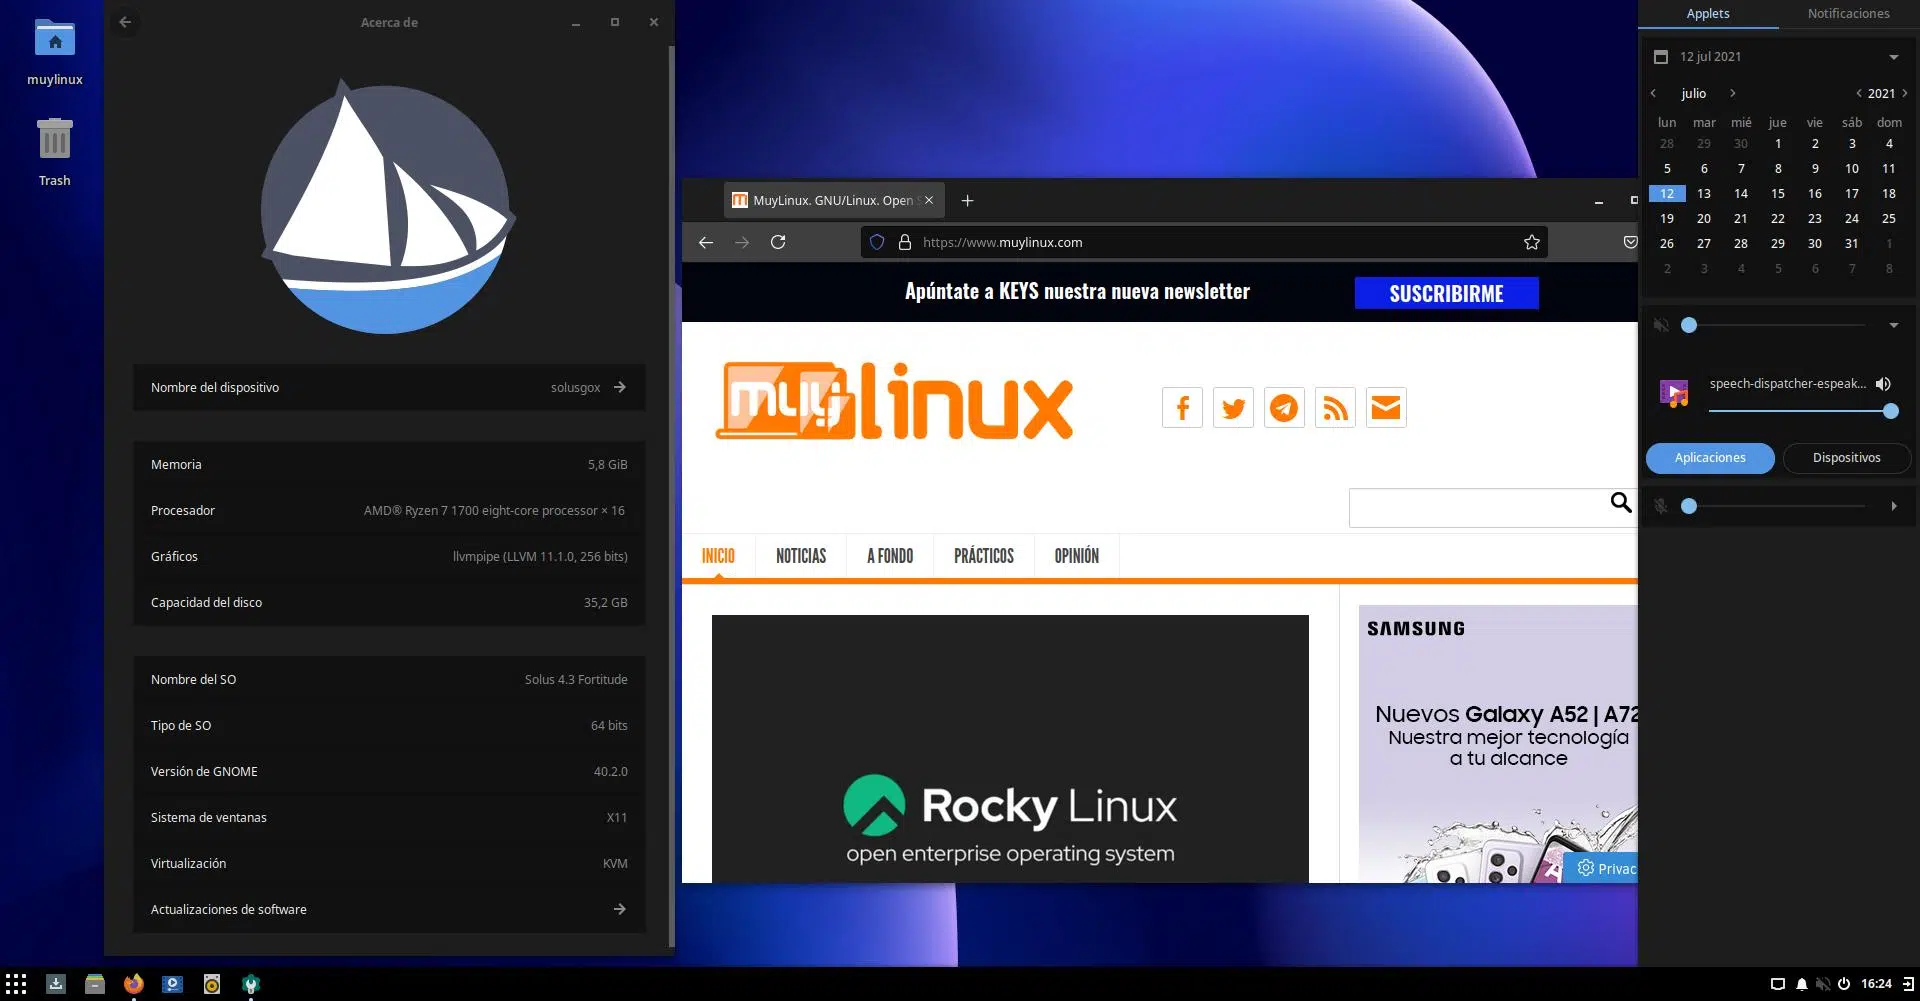 muylinux
Trash
Acerca de
Nombre del dispositivo solusgox
Memoria 5,8 GiB
Procesador AMD® Ryzen 7 1700 eight-core processor × 16
Gráficos llvmpipe (LLVM 11.1.0, 256 bits)
Capacidad del disco 35,2 GB
Nombre del SO Solus 4.3 Fortitude
Tipo de SO 64 bits
Versión de GNOME 40.2.0
Sistema de ventanas X11
Virtualización KVM
Actualizaciones de software
MuyLinux. GNU/Linux. Open
https://www.muylinux.com
Apúntate a KEYS nuestra nueva newsletter SUSCRIBIRME
muylinux
INICIO NOTICIAS A FONDO PRÁCTICOS OPINIÓN
Rocky Linux
open enterprise operating system
SAMSUNG
Nuevos Galaxy A52 | A72
Nuestra mejor tecnología
a tu alcance
Privac
Applets Notificaciones
12 jul 2021
julio 2021
lun mar mié jue vie sáb dom
28 29 30 1 2 3 4
5 6 7 8 9 10 11
12 13 14 15 16 17 18
19 20 21 22 23 24 25
26 27 28 29 30 31 1
2 3 4 5 6 7 8
speech-dispatcher-espeak...
Aplicaciones Dispositivos
16:24